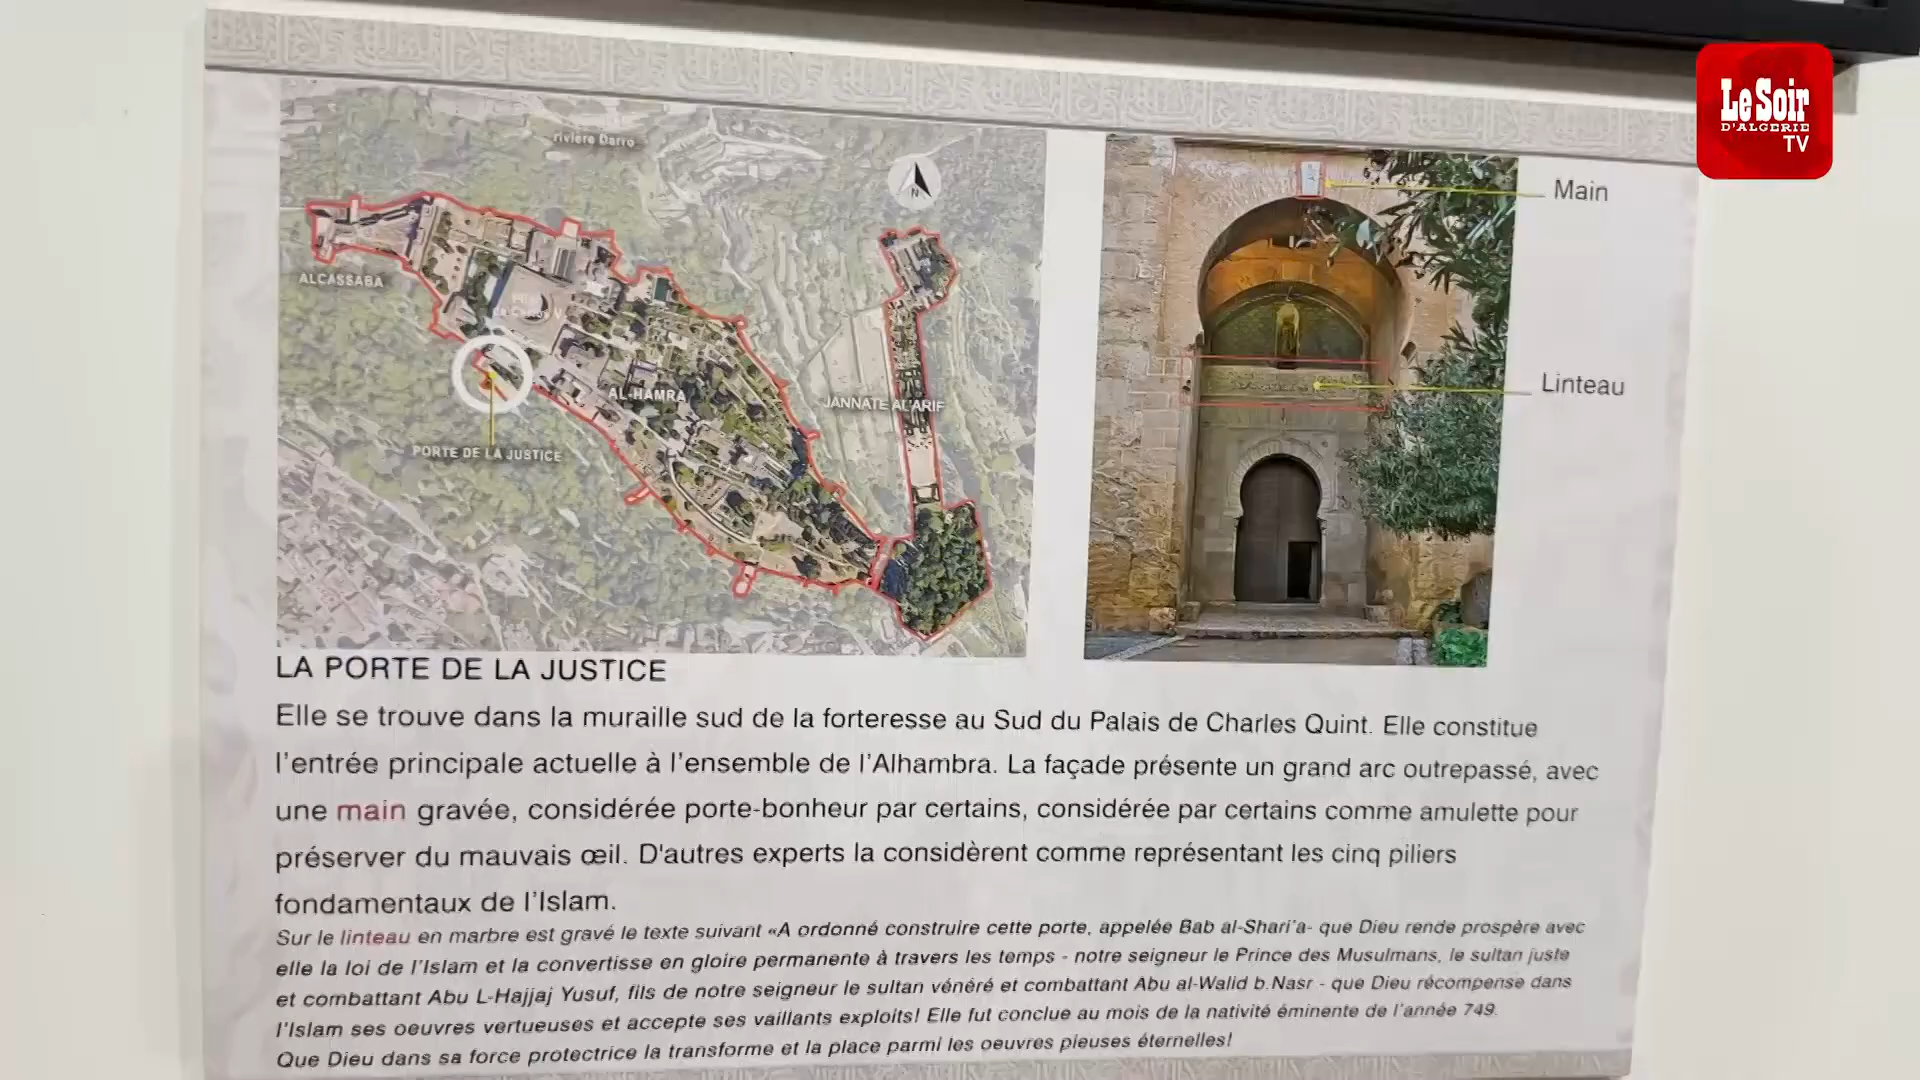 Le Soir
D'ALGERIE
TV
rivière Darro
N
ALCASSABA
AL-HAMRA
JANNATE AL'ARIF
PORTE DE LA JUSTICE
Main
Linteau
LA PORTE DE LA JUSTICE
Elle se trouve dans la muraille sud de la forteresse au Sud du Palais de Charles Quint. Elle constitue
l'entrée principale actuelle à l'ensemble de l'Alhambra. La façade présente un grand arc outrepassé, avec
une main gravée, considérée porte-bonheur par certains, considérée par certains comme amulette pour
préserver du mauvais œil. D'autres experts la considèrent comme représentant les cinq piliers
fondamentaux de l'Islam.
Sur le linteau en marbre est gravé le texte suivant «A ordonné construire cette porte, appelée Bab al-Shari'a- que Dieu rende prospère avec
elle la loi de l'Islam et la convertisse en gloire permanente à travers les temps - notre seigneur le Prince des Musulmans, le sultan juste
et combattant Abu L-Hajjaj Yusuf, fils de notre seigneur le sultan vénéré et combattant Abu al-Walid b.Nasr - que Dieu récompense dans
l'Islam ses oeuvres vertueuses et accepte ses vaillants exploits! Elle fut conclue au mois de la nativité éminente de l'année 749.
Que Dieu dans sa force protectrice la transforme et la place parmi les oeuvres pieuses éternelles!